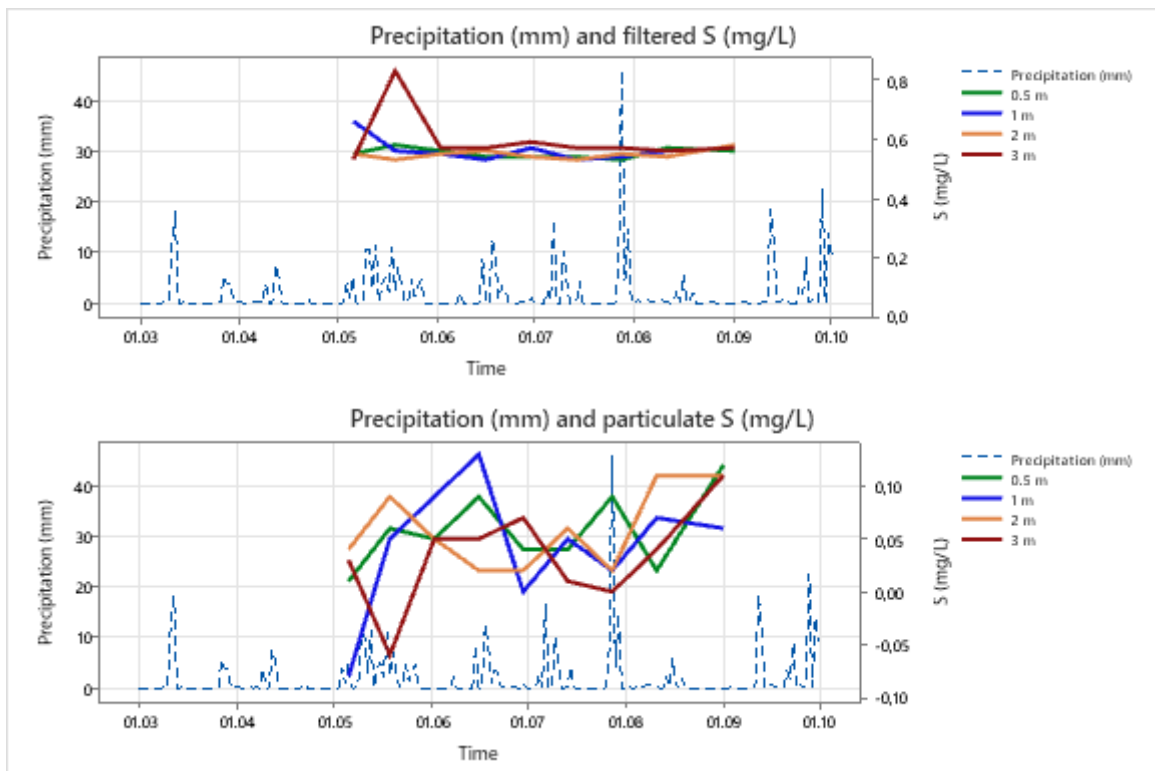 Precipitation (mm) and filtered S (mg/L)
Precipitation (mm)
40
30
20
10
0
01.03 01.04 01.05 01.06 01.07 01.08 01.09 01.10
Time
0,8
0,6
0,4
0,2
0,0
S (mg/L)
Precipitation (mm)
0.5 m
1 m
2 m
3 m
Precipitation (mm) and particulate S (mg/L)
Precipitation (mm)
40
30
20
10
0
01.03 01.04 01.05 01.06 01.07 01.08 01.09 01.10
Time
0,10
0,05
0,00
-0,05
-0,10
S (mg/L)
Precipitation (mm)
0.5 m
1 m
2 m
3 m